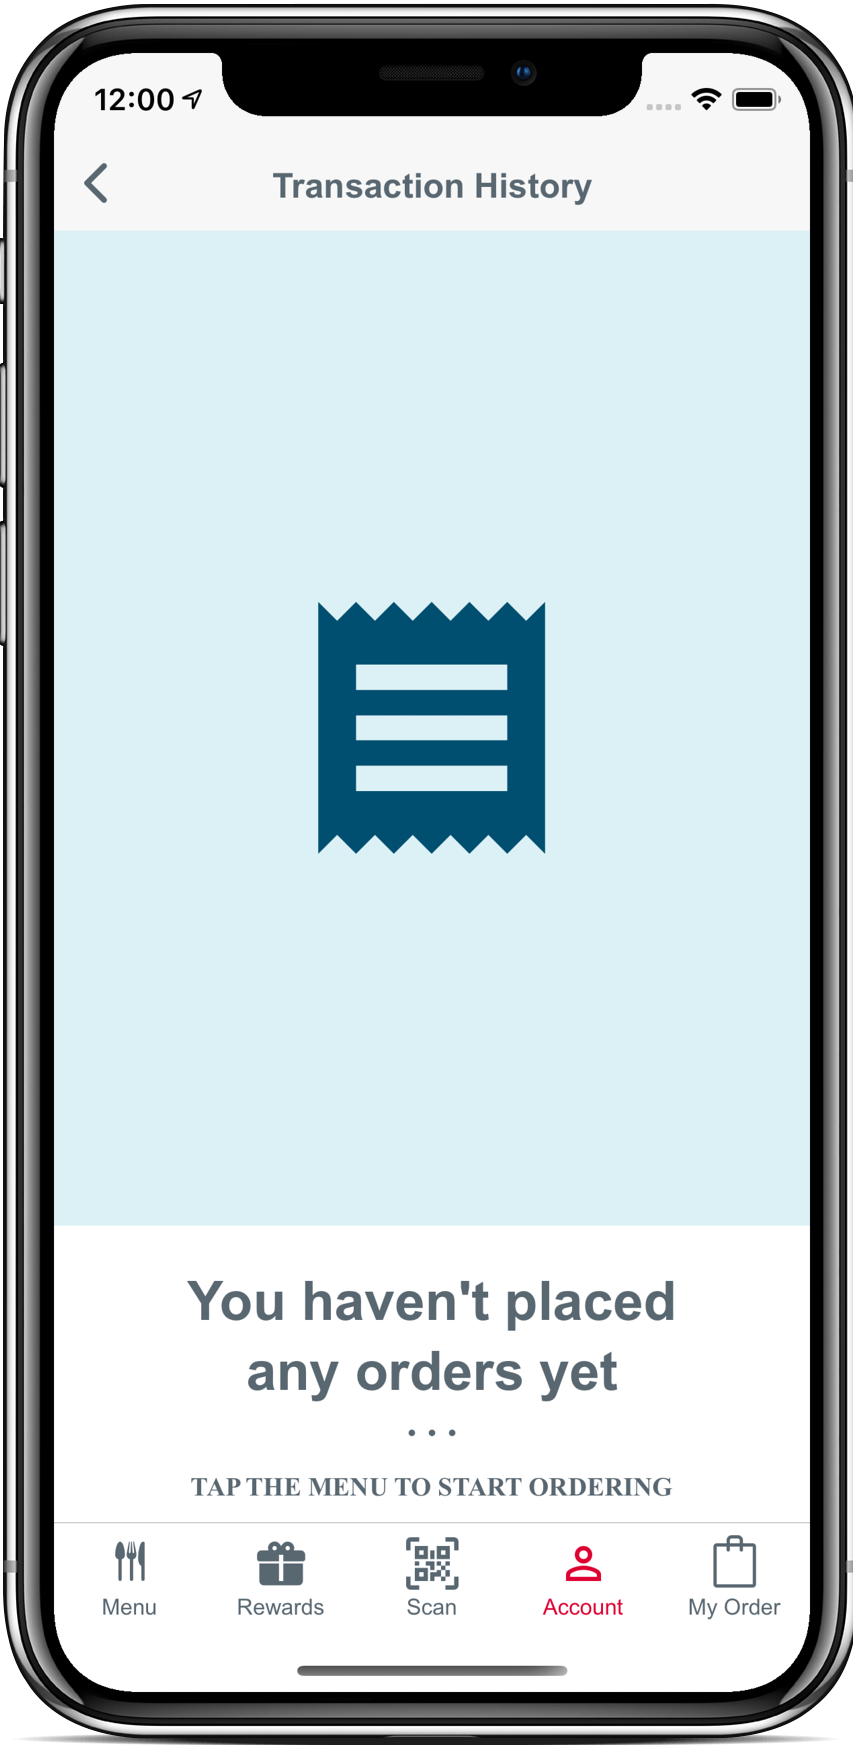 12:00
Transaction History
You haven't placed
any orders yet
...
TAP THE MENU TO START ORDERING
Menu Rewards Scan Account My Order